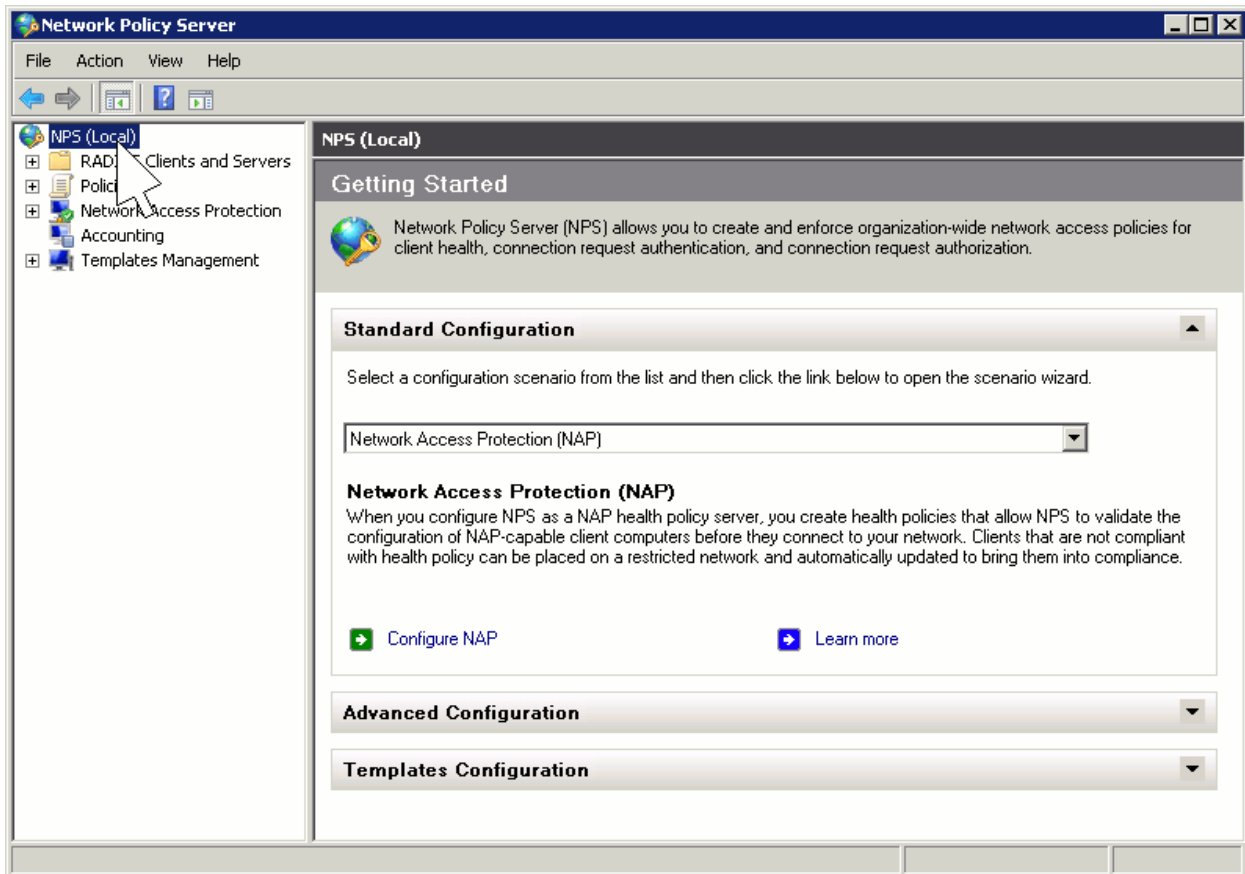 Network Policy Server
File Action View Help
NPS (Local)
Clients and Servers
Network Access Protection
Accounting
Templates Management
NPS (Local)
Getting Started
Network Policy Server (NPS) allows you to create and enforce organization-wide network access policies for
client health, connection request authentication, and connection request authorization.
Standard Configuration
Select a configuration scenario from the list and then click the link below to open the scenario wizard.
Network Access Protection (NAP)
Network Access Protection (NAP)
When you configure NPS as a NAP health policy server, you create health policies that allow NPS to validate the
configuration of NAP-capable client computers before they connect to your network. Clients that are not compliant
with health policy can be placed on a restricted network and automatically updated to bring them into compliance.
Configure NAP
Learn more
Advanced Configuration
Templates Configuration